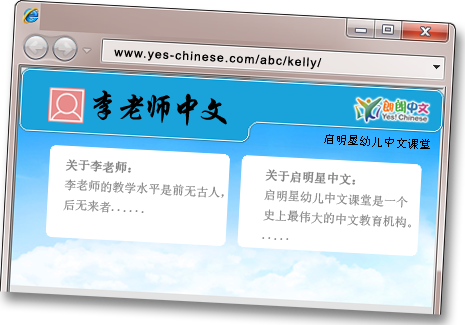 www.yes-chinese.com/abc/kelly/
李老师中文
朗朗中文
Yes! Chinese
启明星幼儿中文课堂
关于李老师：
李老师的教学水平是前无古人，
后无来者......
关于启明星中文：
启明星幼儿中文课堂是一个
史上最伟大的中文教育机构。
.....